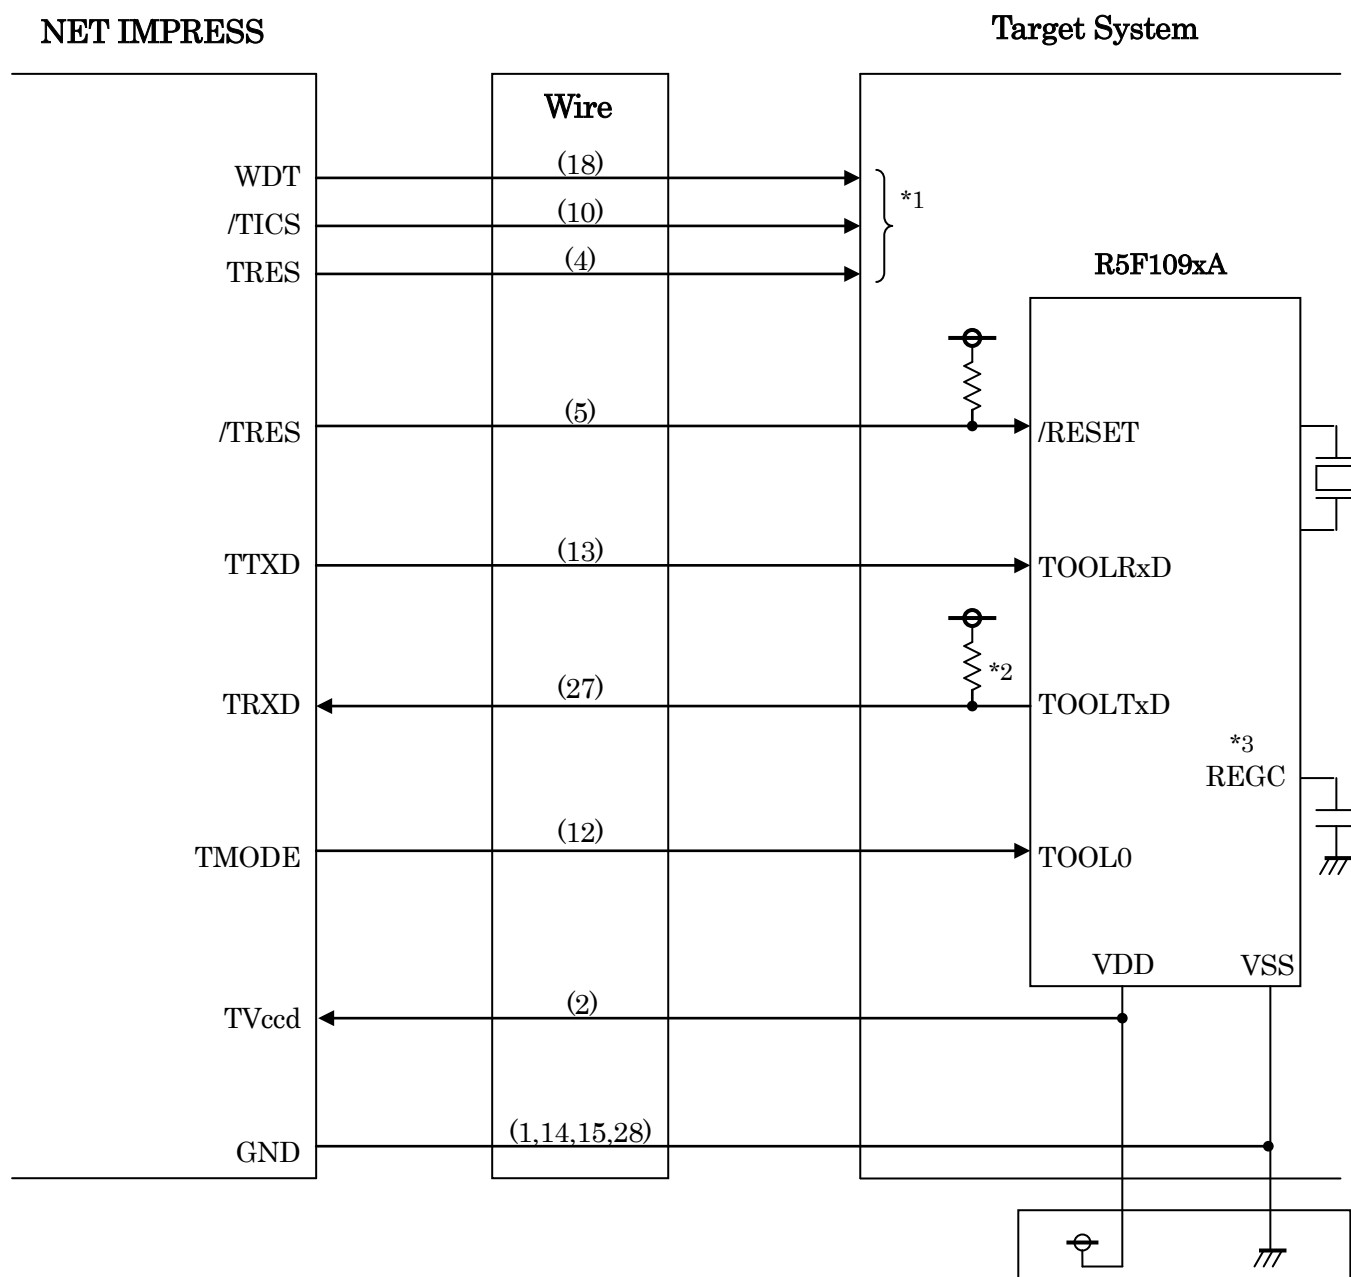 NET IMPRESS
Target System
Wire
WDT
(18)
*1
/TICS
(10)
TRES
(4)
R5F109xA
/TRES
(5)
/RESET
TTXD
(13)
TOOLRxD
*2
TRXD
(27)
TOOLTxD
*3
REGC
TMODE
(12)
TOOL0
VDD
VSS
TVccd
(2)
GND
(1,14,15,28)